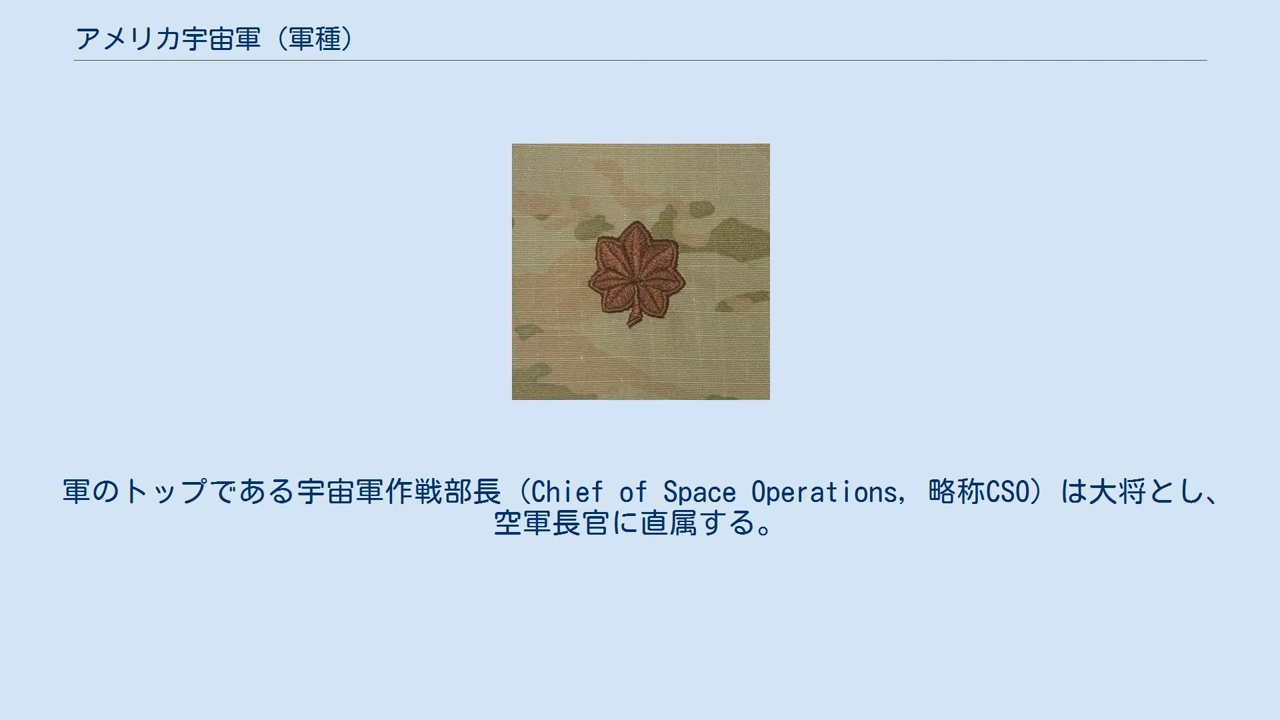 アメリカ宇宙軍（軍種）
軍のトップである宇宙軍作戦部長（Chief of Space Operations, 略称CSO）は大将とし、
空軍長官に直属する。